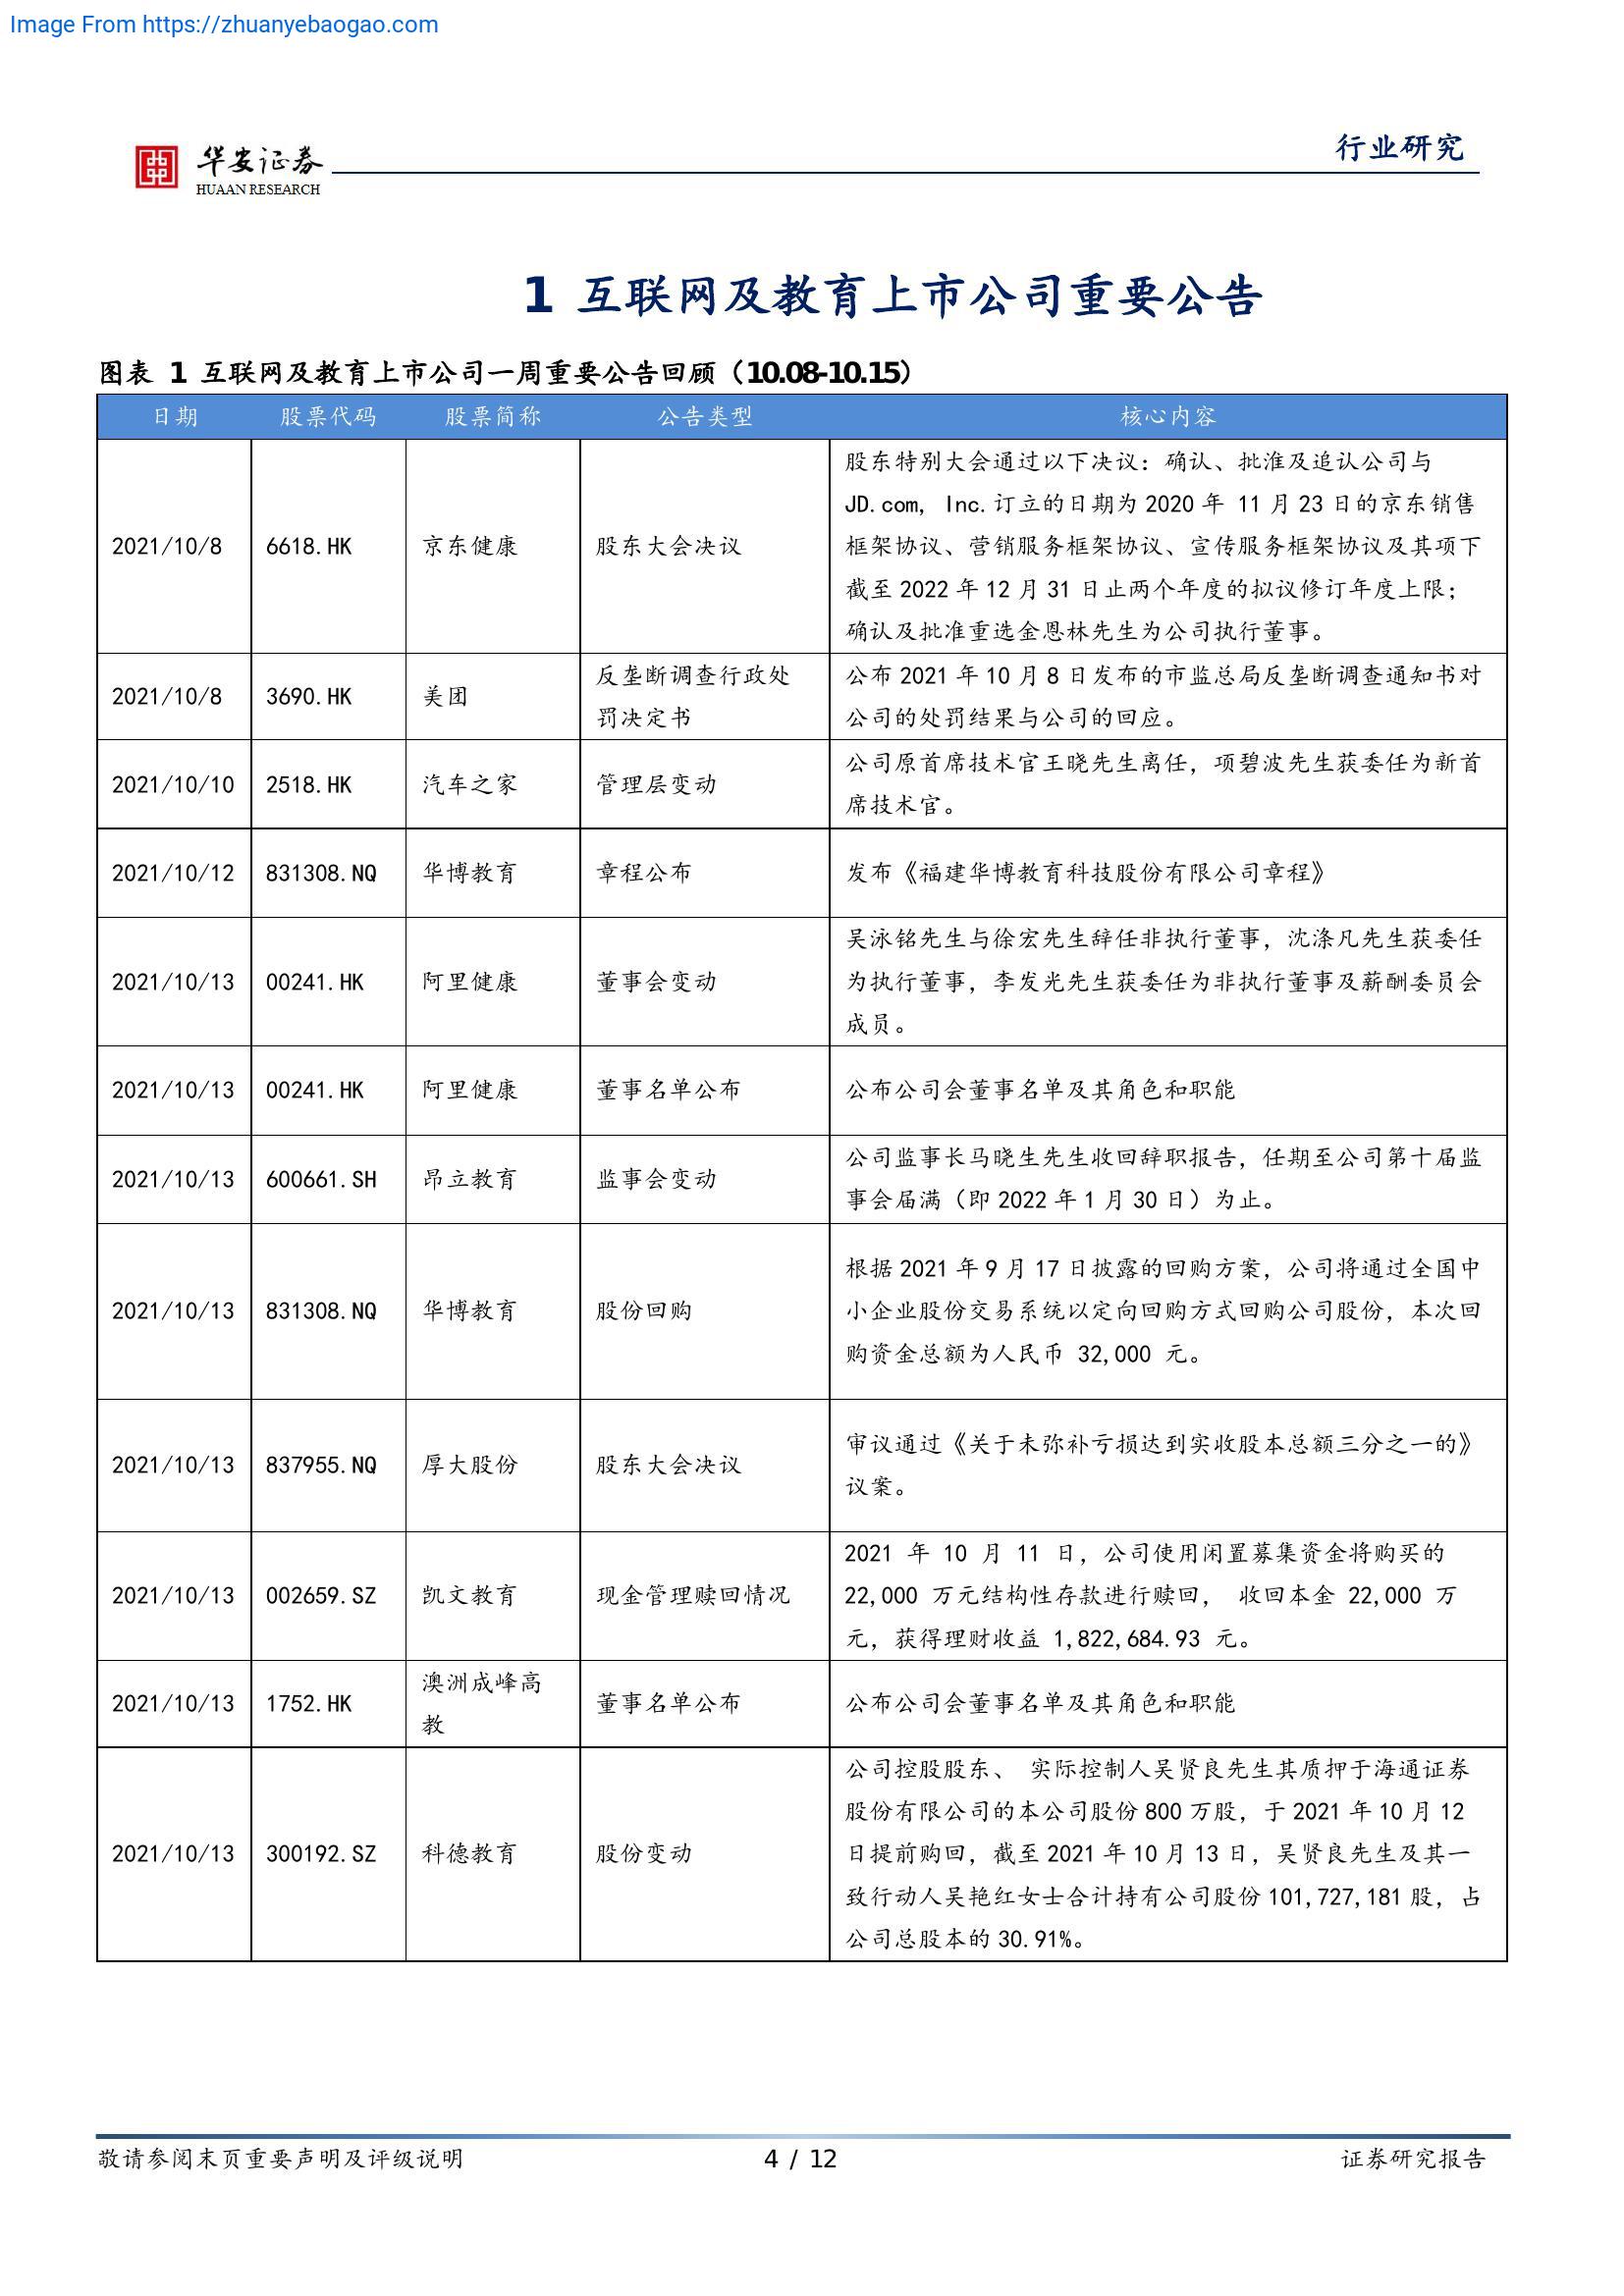 Image From https://zhuanyebaogao.com
华安证券
HUAAN RESEARCH
行业研究
1 互联网及教育上市公司重要公告
图表 1 互联网及教育上市公司一周重要公告回顾（10.08-10.15）
日期 股票代码 股票简称 公告类型 核心内容
股东特别大会通过以下决议：确认、批准及追认公司与
JD.com, Inc.订立的日期为 2020 年 11 月 23 日的京东销售
2021/10/8 6618.HK 京东健康 股东大会决议 框架协议、营销服务框架协议、宣传服务框架协议及其项下
截至 2022 年 12 月 31 日止两个年度的拟议修订年度上限；
确认及批准重选金恩林先生为公司执行董事。
2021/10/8 3690.HK 美团
反垄断调查行政处
罚决定书
公布 2021 年 10 月 8 日发布的市监总局反垄断调查通知书对
公司的处罚结果与公司的回应。
2021/10/10 2518.HK 汽车之家 管理层变动
公司原首席技术官王晓先生离任，项碧波先生获委任为新首
席技术官。
2021/10/12 831308.NQ 华博教育 章程公布 发布《福建华博教育科技股份有限公司章程》
吴泳铭先生与徐宏先生辞任非执行董事，沈涤凡先生获委任
2021/10/13 00241.HK 阿里健康 董事会变动 为执行董事，李发光先生获委任为非执行董事及薪酬委员会
成员。
2021/10/13 00241.HK 阿里健康 董事名单公布 公布公司会董事名单及其角色和职能
2021/10/13 600661.SH 昂立教育 监事会变动
公司监事长马晓生先生收回辞职报告，任期至公司第十届监
事会届满（即 2022 年 1 月 30 日）为止。
根据 2021 年 9 月 17 日披露的回购方案，公司将通过全国中
2021/10/13 831308.NQ 华博教育 股份回购 小企业股份交易系统以定向回购方式回购公司股份，本次回
购资金总额为人民币 32,000 元。
2021/10/13 837955.NQ 厚大股份 股东大会决议
审议通过《关于未弥补亏损达到实收股本总额三分之一的》
议案。
2021 年 10 月 11 日，公司使用闲置募集资金将购买的
2021/10/13 002659.SZ 凯文教育 现金管理赎回情况 22,000 万元结构性存款进行赎回， 收回本金 22,000 万
元，获得理财收益 1,822,684.93 元。
2021/10/13 1752.HK
澳洲成峰高
教
董事名单公布 公布公司会董事名单及其角色和职能
公司控股股东、 实际控制人吴贤良先生其质押于海通证券
股份有限公司的本公司股份 800 万股，于 2021 年 10 月 12
2021/10/13 300192.SZ 科德教育 股份变动 日提前购回，截至 2021 年 10 月 13 日，吴贤良先生及其一
致行动人吴艳红女士合计持有公司股份 101,727,181 股，占
公司总股本的 30.91%。
敬请参阅末页重要声明及评级说明 4 / 12 证券研究报告